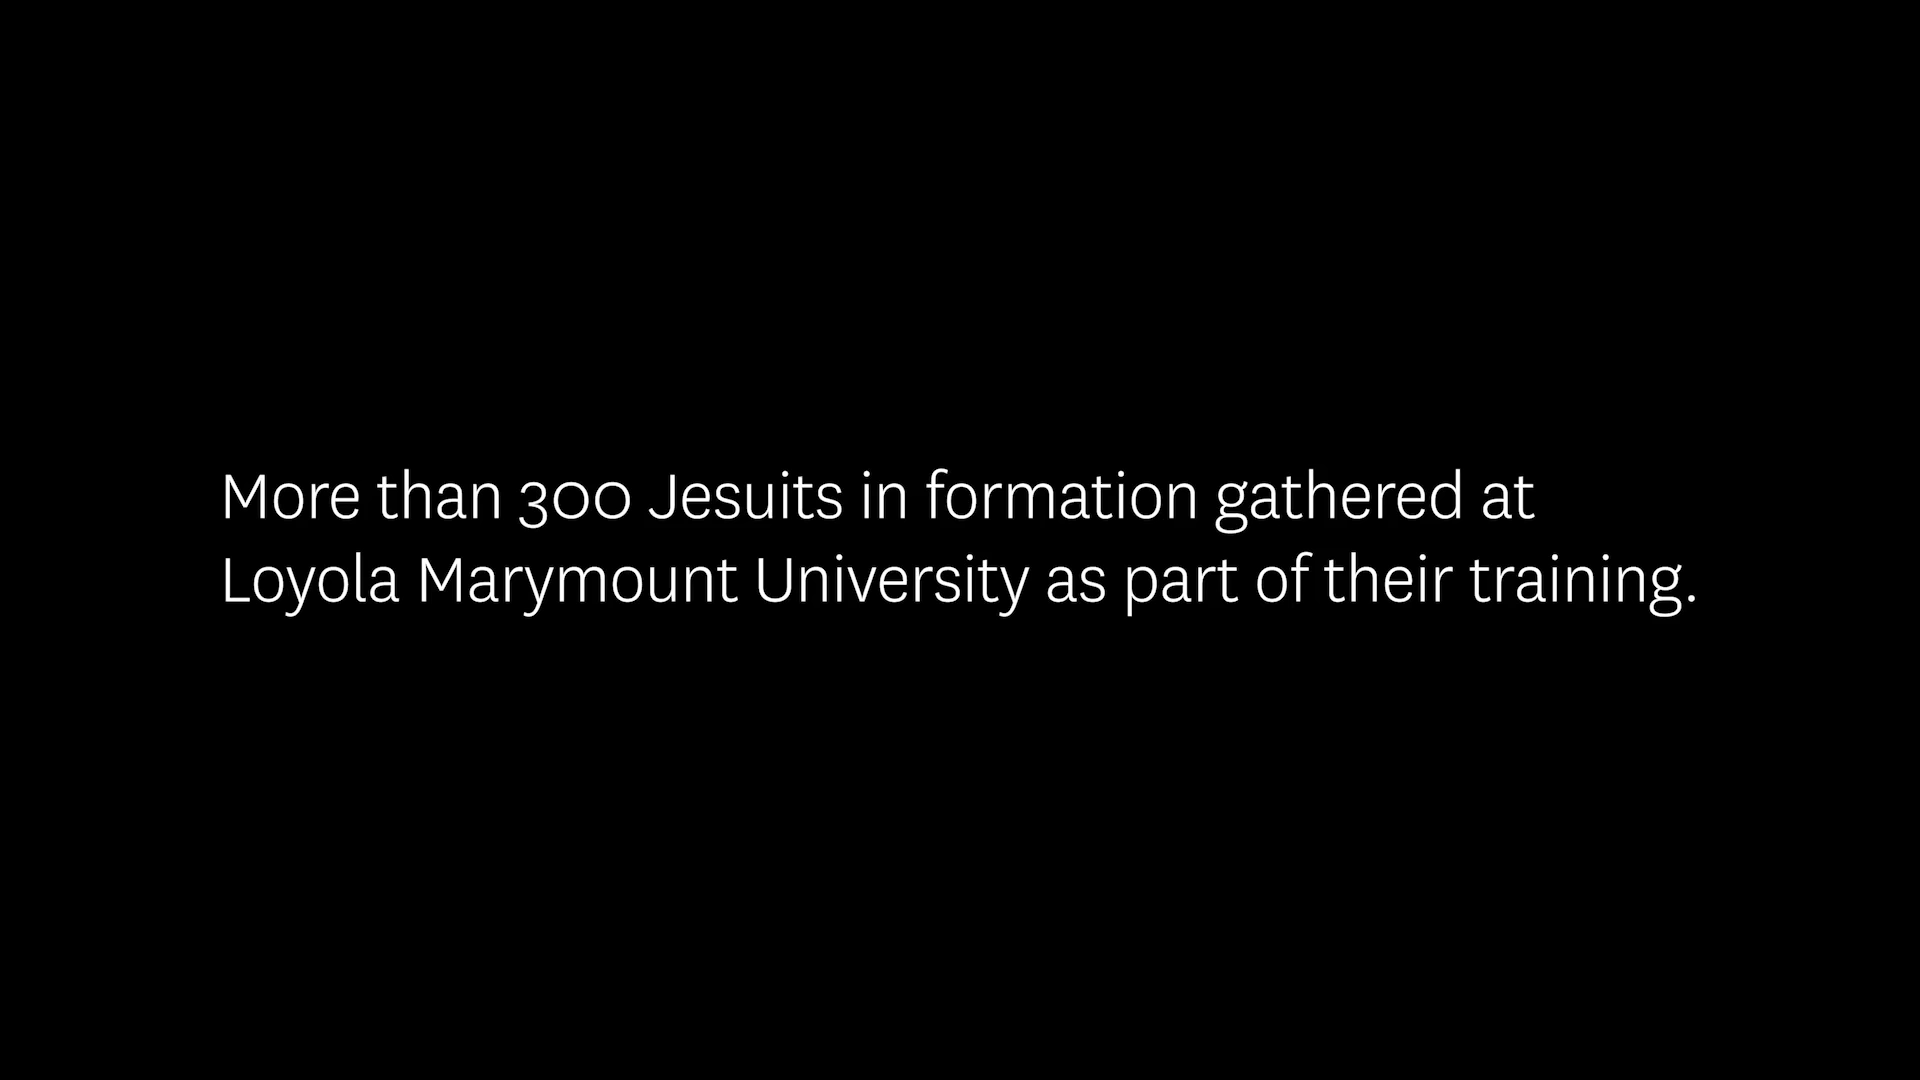 More than 300 Jesuits in formation gathered at
Loyola Marymount University as part of their training.